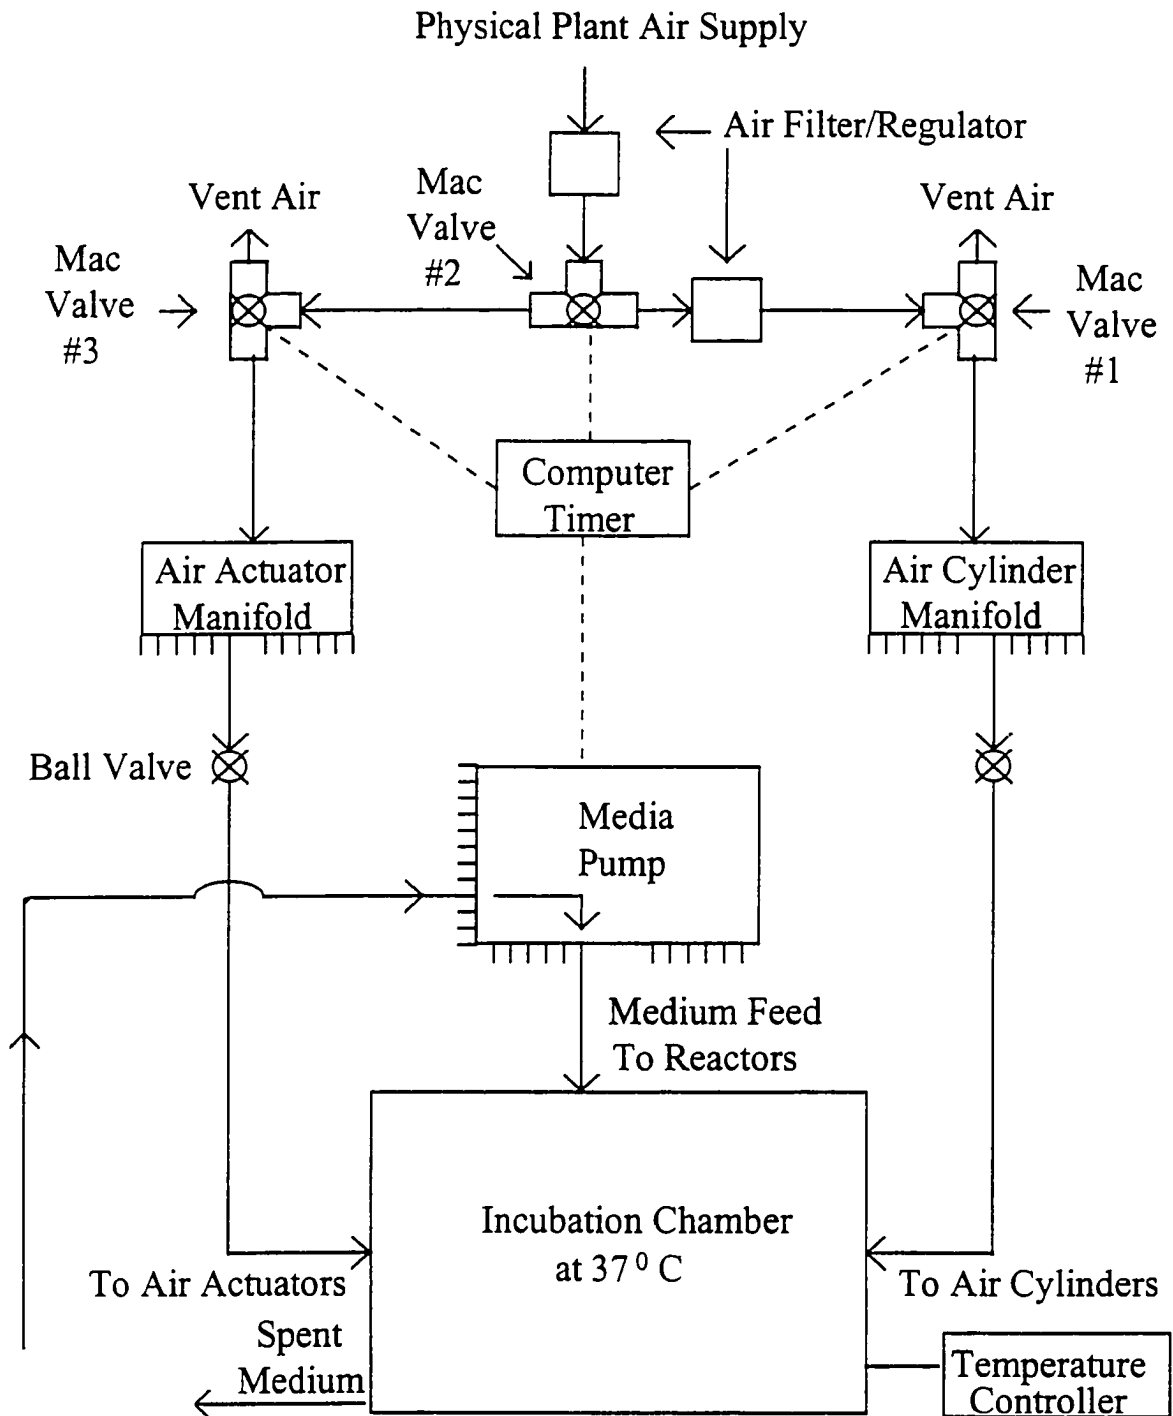 Physical Plant Air Supply
Air Filter/Regulator
Mac
Valve
#2
Vent Air
Vent Air
Mac
Valve
#3
Mac
Valve
#1
Computer
Timer
Air Actuator
Manifold
Air Cylinder
Manifold
Ball Valve
Media
Pump
Medium Feed
To Reactors
Incubation Chamber
at 37⁰ C
To Air Actuators
To Air Cylinders
Spent
Medium
Temperature
Controller